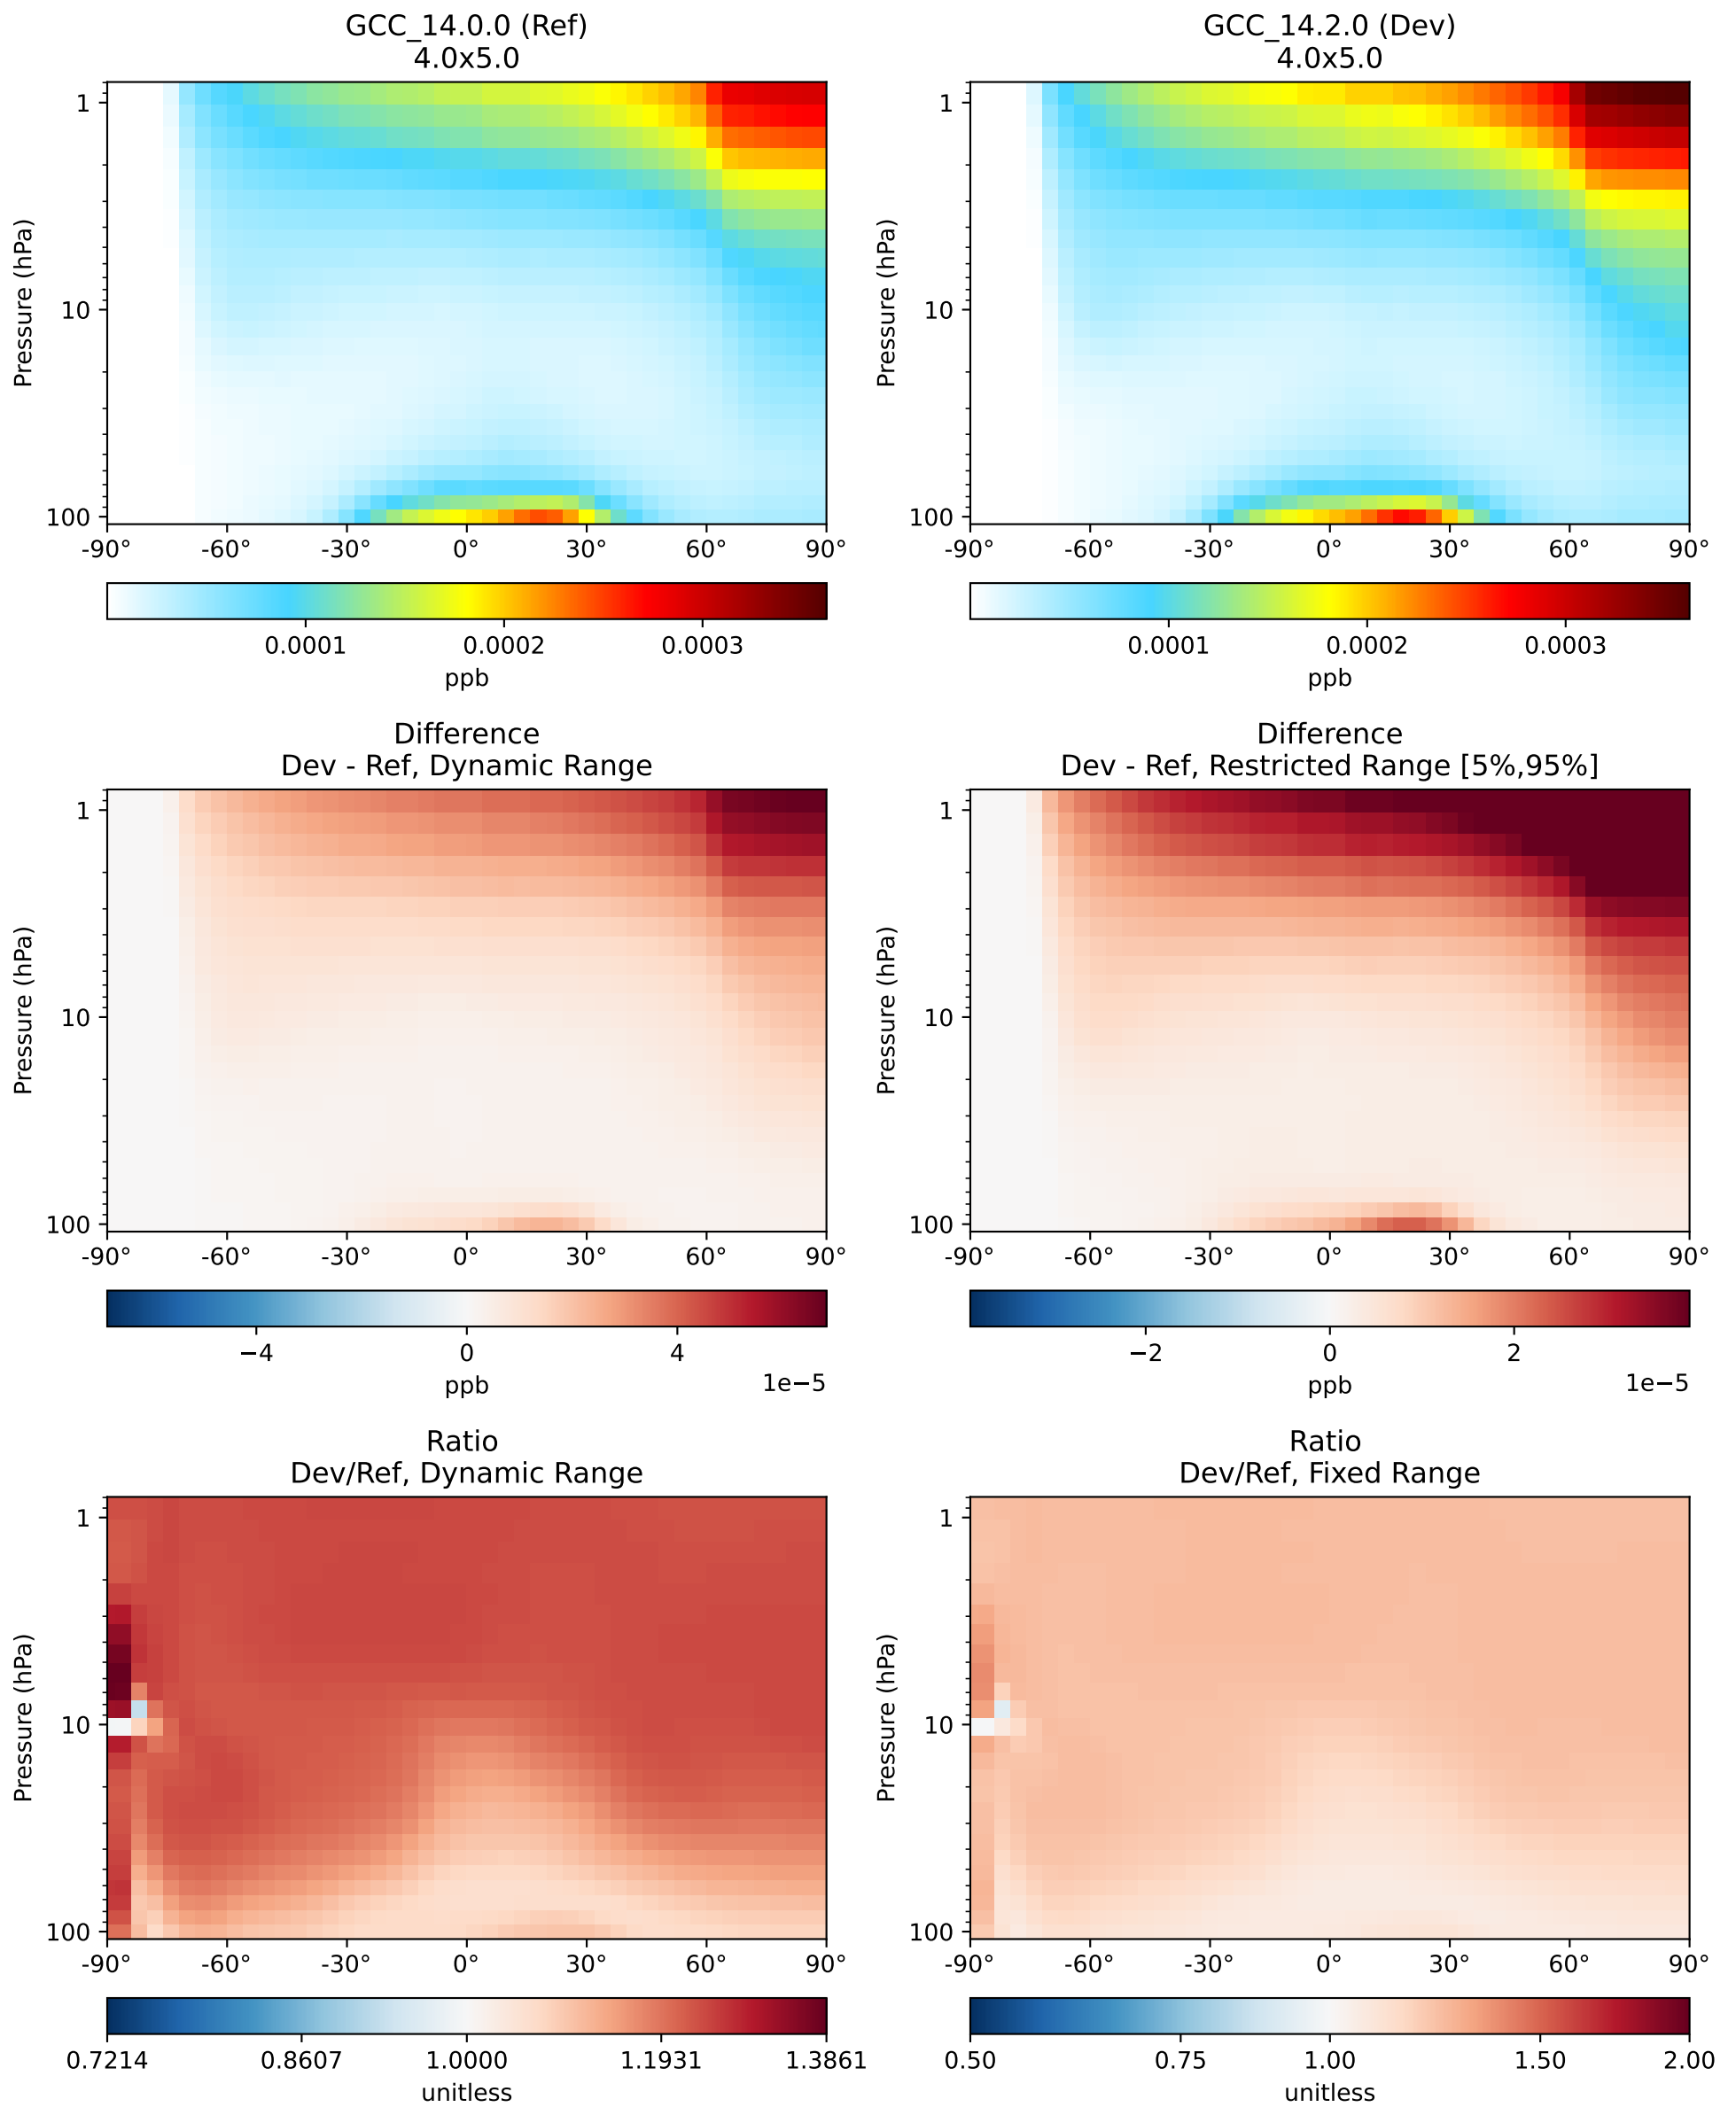 GCC_14.0.0 (Ref)
4.0x5.0
Pressure (hPa)
1
10
100
-90° -60° -30° 0° 30° 60° 90°
0.0001 0.0002 0.0003
ppb
GCC_14.2.0 (Dev)
4.0x5.0
Pressure (hPa)
1
10
100
-90° -60° -30° 0° 30° 60° 90°
0.0001 0.0002 0.0003
ppb
Difference
Dev - Ref, Dynamic Range
Pressure (hPa)
1
10
100
-90° -60° -30° 0° 30° 60° 90°
−4 0 4
1e−5
ppb
Difference
Dev - Ref, Restricted Range [5%,95%]
Pressure (hPa)
1
10
100
-90° -60° -30° 0° 30° 60° 90°
−2 0 2
1e−5
ppb
Ratio
Dev/Ref, Dynamic Range
Pressure (hPa)
1
10
100
-90° -60° -30° 0° 30° 60° 90°
0.7214 0.8607 1.0000 1.1931 1.3861
unitless
Ratio
Dev/Ref, Fixed Range
Pressure (hPa)
1
10
100
-90° -60° -30° 0° 30° 60° 90°
0.50 0.75 1.00 1.50 2.00
unitless